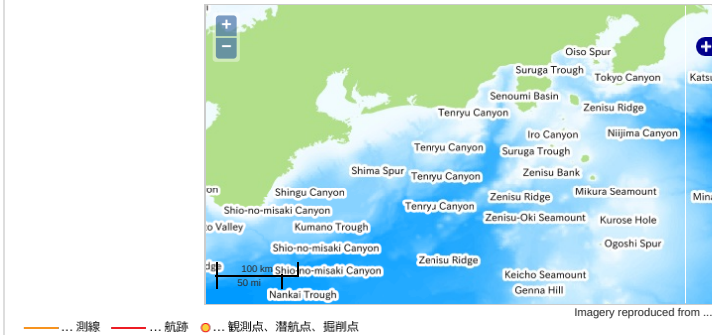 +
−
Oiso Spur
Suruga Trough
Tokyo Canyon
Katsu
Senoumi Basin
Zenisu Ridge
Tenryu Canyon
Iro Canyon
Niijima Canyon
Tenryu Canyon
Suruga Trough
Shima Spur
Tenryu Canyon
Zenisu Bank
on
Shingu Canyon
Zenisu Ridge
Mikura Seamount
Mina
Shio-no-misaki Canyon
Tenryu Canyon
Zenisu-Oki Seamount
Kurose Hole
o Valley
Kumano Trough
Shio-no-misaki Canyon
Ogoshi Spur
dge
100 km
Shio-no-misaki Canyon
Zenisu Ridge
50 mi
Keicho Seamount
Nankai Trough
Genna Hill
Imagery reproduced from ...
... 測線 ... 航跡 ... 観測点、潜航点、掘削点